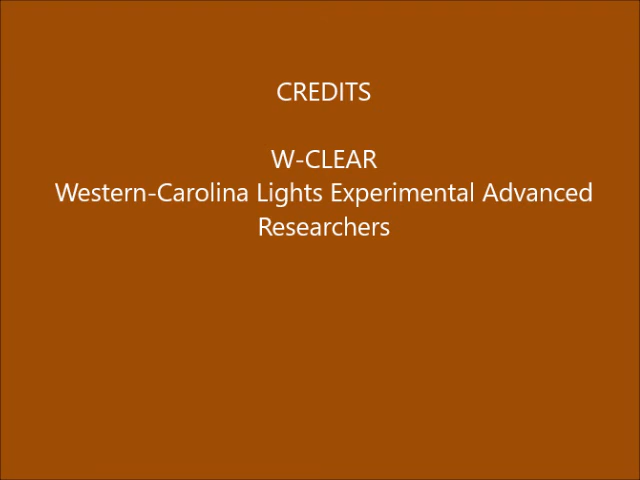 CREDITS
W-CLEAR
Western-Carolina Lights Experimental Advanced
Researchers